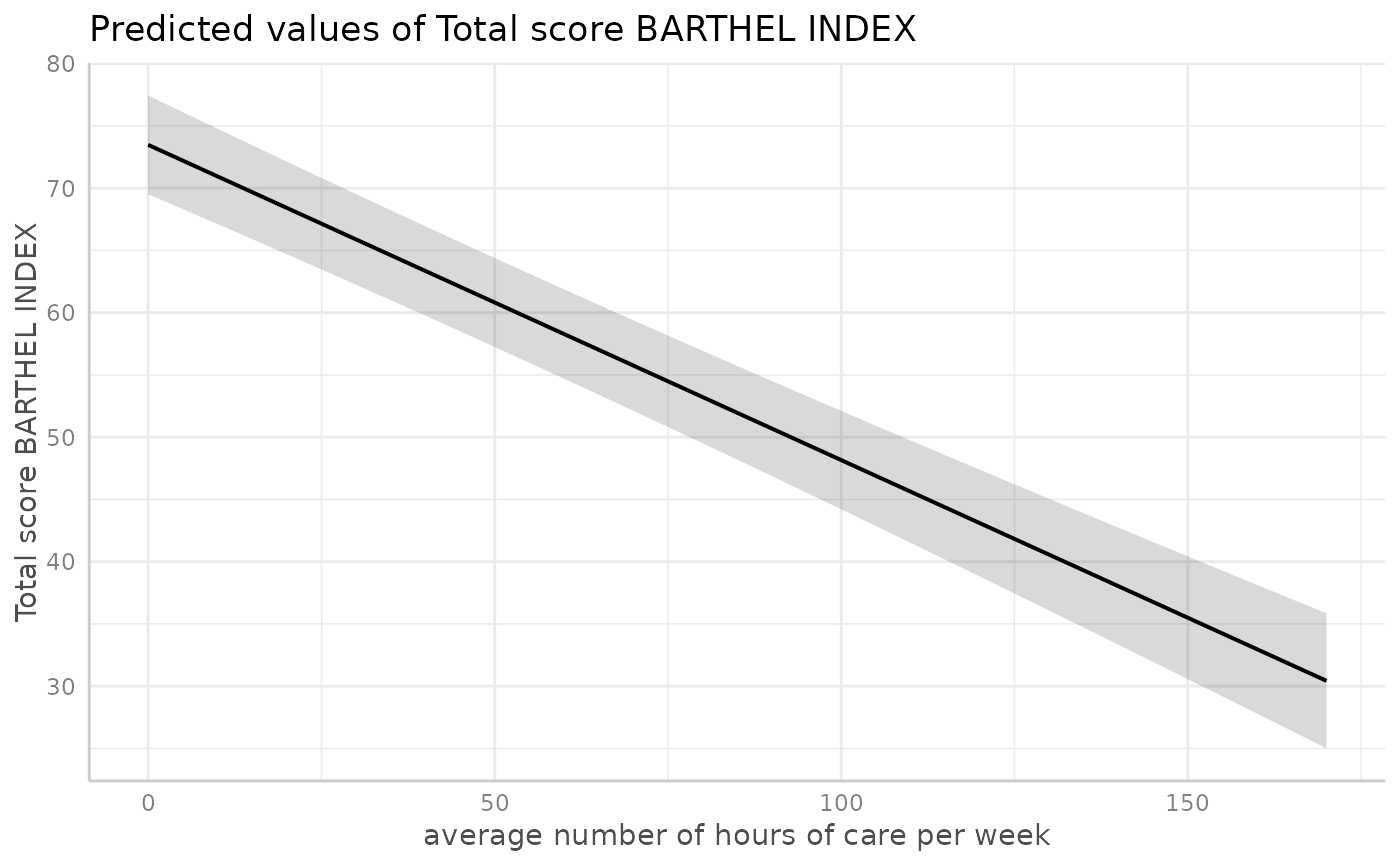 Predicted values of Total score BARTHEL INDEX
80
70
60
50
40
30
Total score BARTHEL INDEX
0 50 100 150
average number of hours of care per week